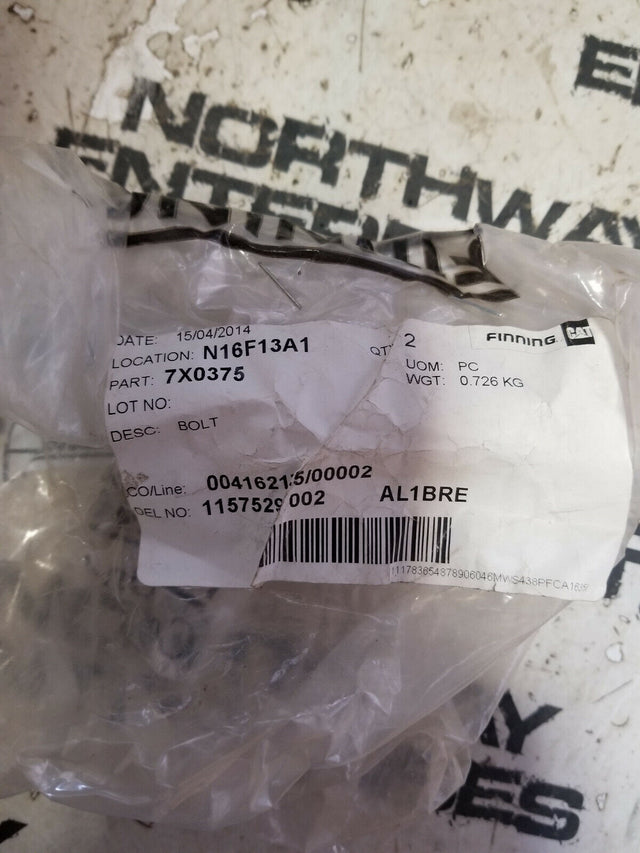 NORTHWAY
DATE: 15/04/2014
LOCATION: N16F13A1
PART: 7X0375
LOT NO:
DESC: BOLT
QT 2
FINNING CAT
UOM: PC
WGT: 0.726 KG
CO/Line: 00416215/00002
DEL NO: 1157529 002
AL1BRE